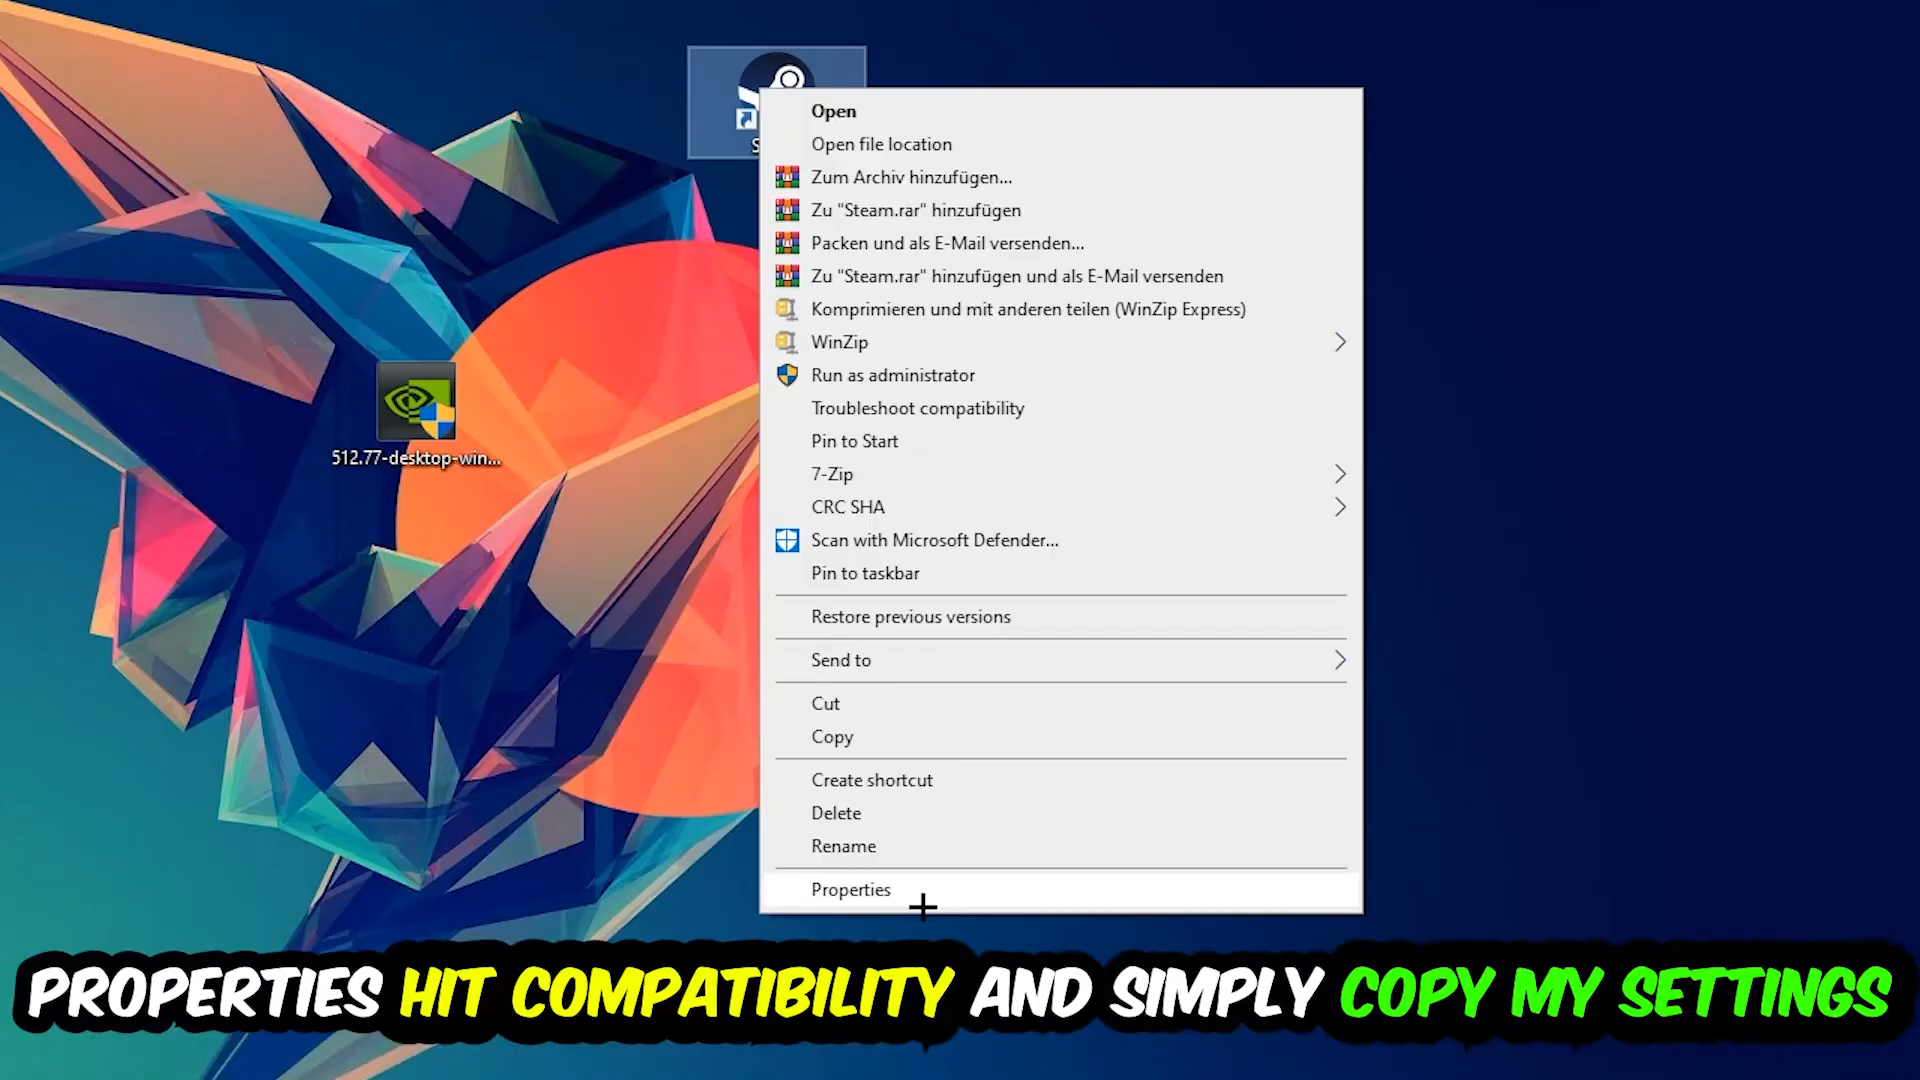 Open
Open file location
Zum Archiv hinzufügen...
Zu "Steam.rar" hinzufügen
Packen und als E-Mail versenden...
Zu "Steam.rar" hinzufügen und als E-Mail versenden
Komprimieren und mit anderen teilen (WinZip Express)
WinZip
Run as administrator
Troubleshoot compatibility
Pin to Start
7-Zip
CRC SHA
Scan with Microsoft Defender...
Pin to taskbar
Restore previous versions
Send to
Cut
Copy
Create shortcut
Delete
Rename
Properties
512.77-desktop-win...
PROPERTIES HIT COMPATIBILITY AND SIMPLY COPY MY SETTINGS